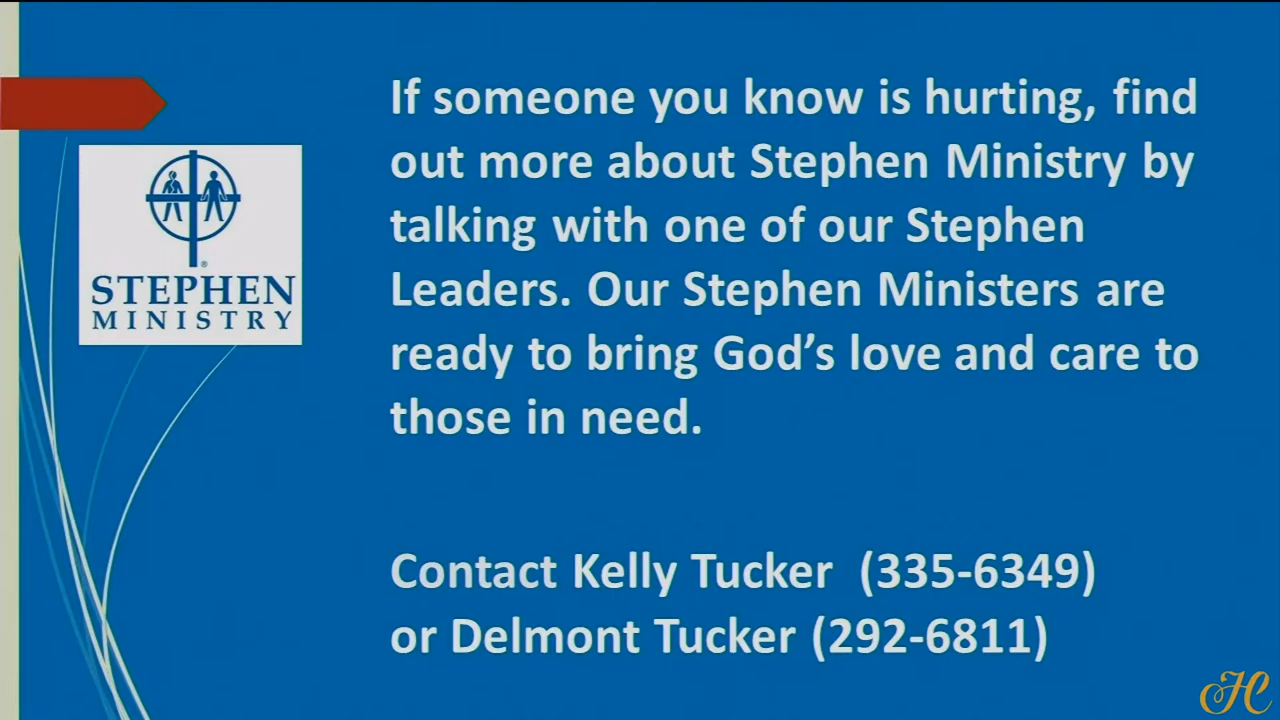 If someone you know is hurting, find
out more about Stephen Ministry by
talking with one of our Stephen
Leaders. Our Stephen Ministers are
ready to bring God’s love and care to
those in need.
Contact Kelly Tucker (335-6349)
or Delmont Tucker (292-6811)
STEPHEN
MINISTRY
®
HC